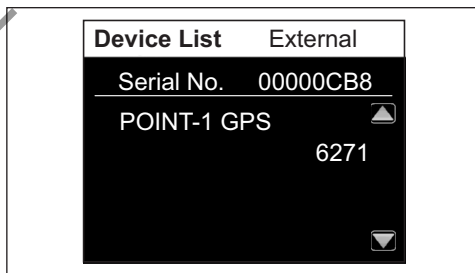 Device List External
Serial No. 00000CB8
POINT-1 GPS
6271